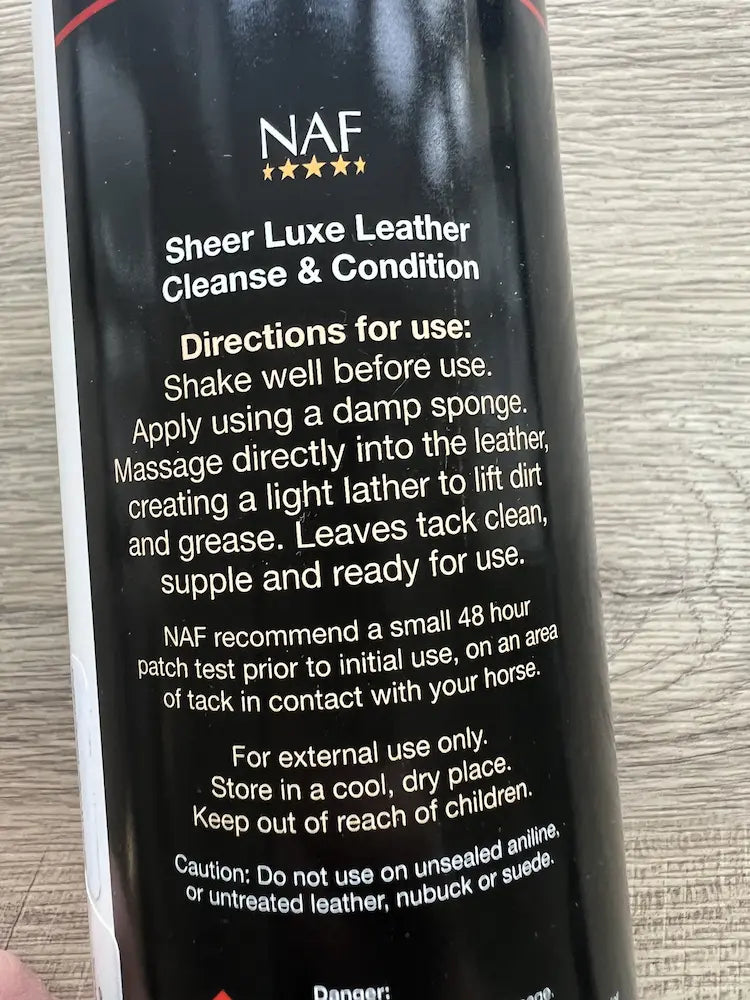 NAF
Sheer Luxe Leather
Cleanse & Condition
Directions for use:
Shake well before use.
Apply using a damp sponge.
Massage directly into the leather,
creating a light lather to lift dirt
and grease. Leaves tack clean,
supple and ready for use.
NAF recommend a small 48 hour
patch test prior to initial use, on an area
of tack in contact with your horse.
For external use only.
Store in a cool, dry place.
Keep out of reach of children.
Caution: Do not use on unsealed aniline,
or untreated leather, nubuck or suede.
Danger: